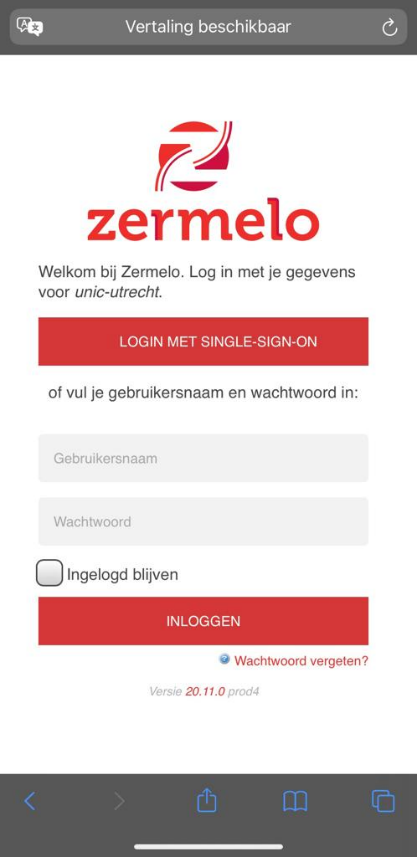 Vertaling beschikbaar
zermelo
Welkom bij Zermelo. Log in met je gegevens
voor unic-utrecht.
LOGIN MET SINGLE-SIGN-ON
of vul je gebruikersnaam en wachtwoord in:
Gebruikersnaam
Wachtwoord
Ingelogd blijven
INLOGGEN
Wachtwoord vergeten?
Versie 20.11.0 prod4